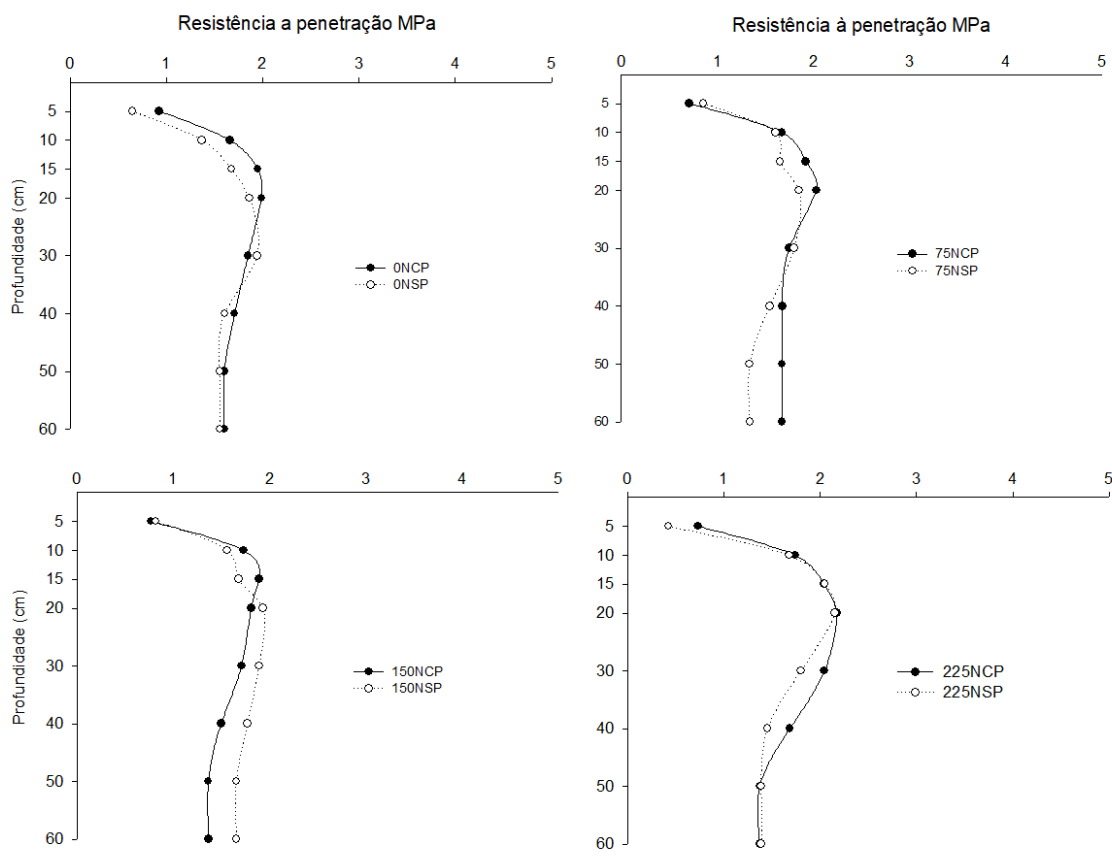 Resistência a penetração MPa
0 1 2 3 4 5
5
10
15
20
30
40
50
60
Profundidade (cm)
0NCP
0NSP
Resistência à penetração MPa
0 1 2 3 4 5
5
10
15
20
30
40
50
60
75NCP
75NSP
0 1 2 3 4 5
5
10
15
20
30
40
50
60
Profundidade (cm)
150NCP
150NSP
0 1 2 3 4 5
5
10
15
20
30
40
50
60
225NCP
225NSP